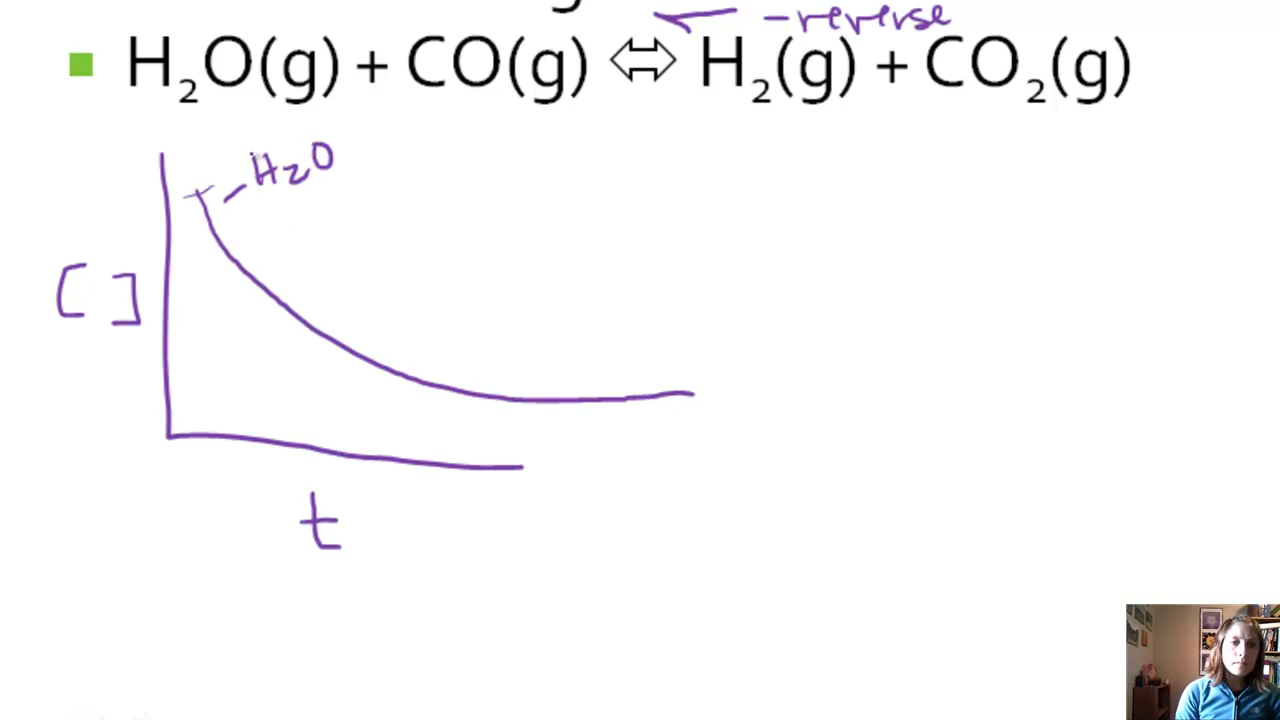 -reverse
H₂O(g) + CO(g) ⇔ H₂(g) + CO₂(g)
-H₂O
[ ]
t